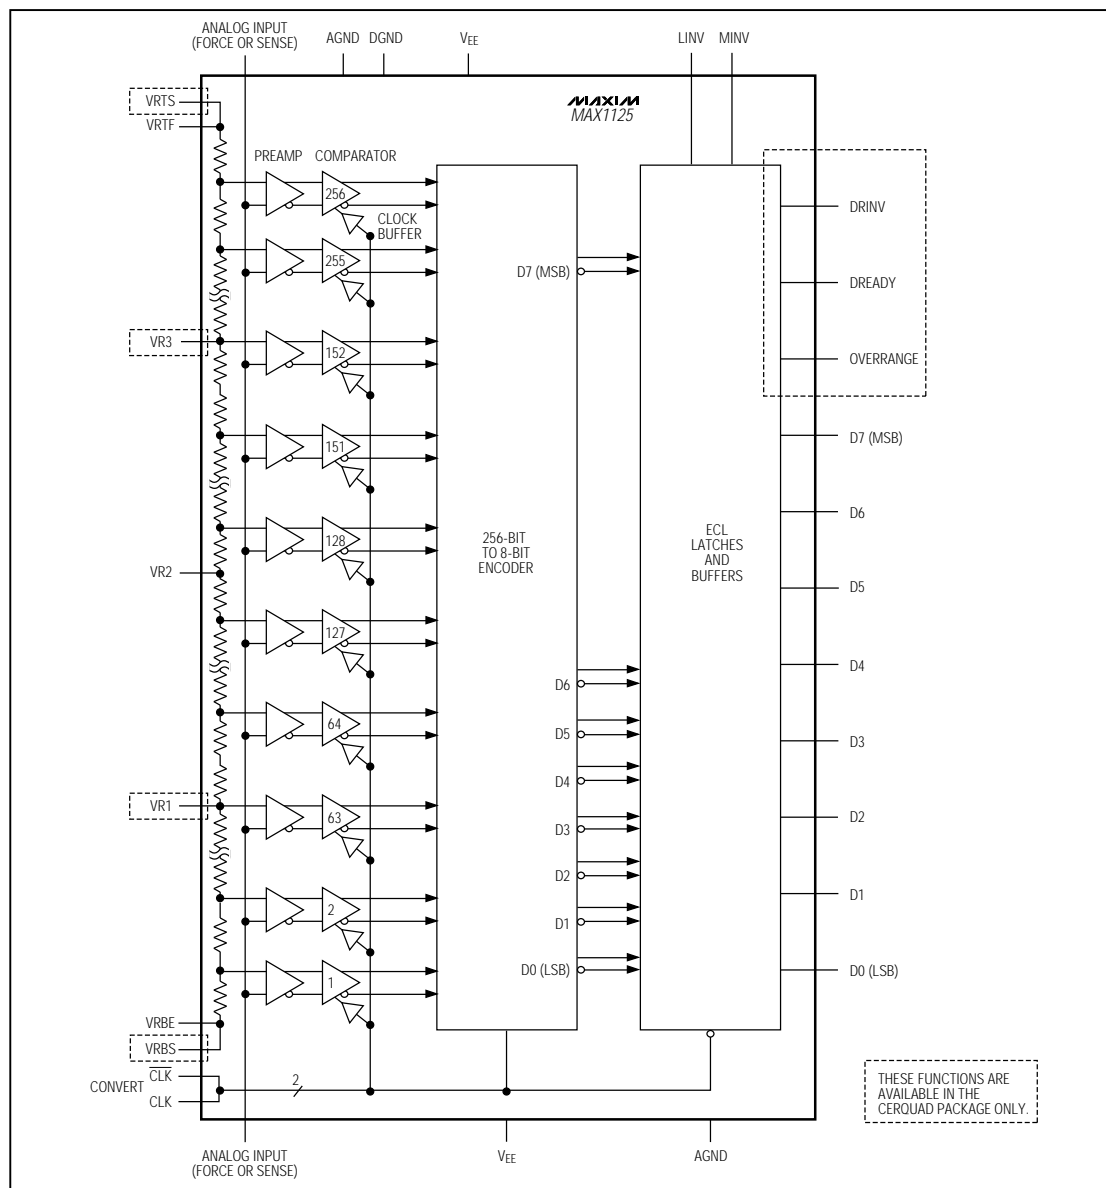 ANALOG INPUT
(FORCE OR SENSE)
AGND
DGND
VEE
LINV
MINV
VRTS
VRTF
MAXIM
MAX1125
PREAMP
COMPARATOR
256
DRINV
CLOCK
BUFFER
255
D7 (MSB)
DREADY
VR3
152
OVERRANGE
151
D7 (MSB)
128
256-BIT
TO 8-BIT
ENCODER
ECL
LATCHES
AND
BUFFERS
D6
VR2
D5
127
D6
D4
64
D5
D3
D4
VR1
63
D3
D2
D2
D1
2
D1
D0 (LSB)
D0 (LSB)
1
VRBE
VRBS
CONVERT
CLK
CLK
2
THESE FUNCTIONS ARE
AVAILABLE IN THE
CERQUAD PACKAGE ONLY.
ANALOG INPUT
(FORCE OR SENSE)
VEE
AGND